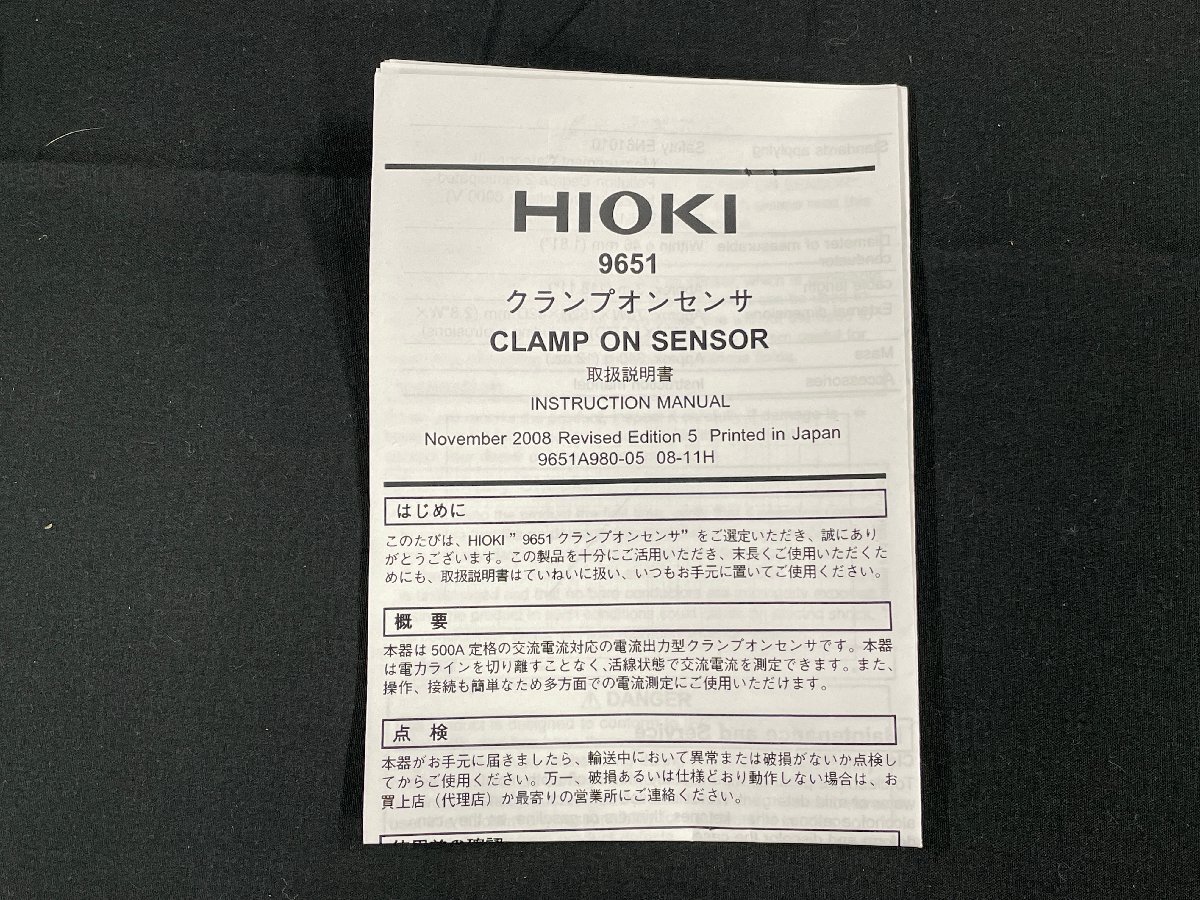 HIOKI
9651
クランプオンセンサ
CLAMP ON SENSOR
取扱説明書
INSTRUCTION MANUAL
November 2008 Revised Edition 5 Printed in Japan
9651A980-05 08-11H
はじめに
このたびは、HIOKI" 9651 クランプオンセンサ"をご選定いただき、誠にあり
がとうございます。この製品を十分にご活用いただき、末長くご使用いただくた
めにも、取扱説明書はていねいに扱い、いつもお手元に置いてご使用ください。
概 要
本器は 500A 定格の交流電流対応の電流出力型クランプオンセンサです。本器
は電力ラインを切り離すことなく、活線状態で交流電流を測定できます。また、
操作、接続も簡単なため多方面での電流測定にご使用いただけます。
点 検
本器がお手元に届きましたら、輸送中において異常または破損がないか点検し
てからご使用ください。万一、破損あるいは仕様どおり動作しない場合は、お
買上店（代理店）か最寄りの営業所にご連絡ください。